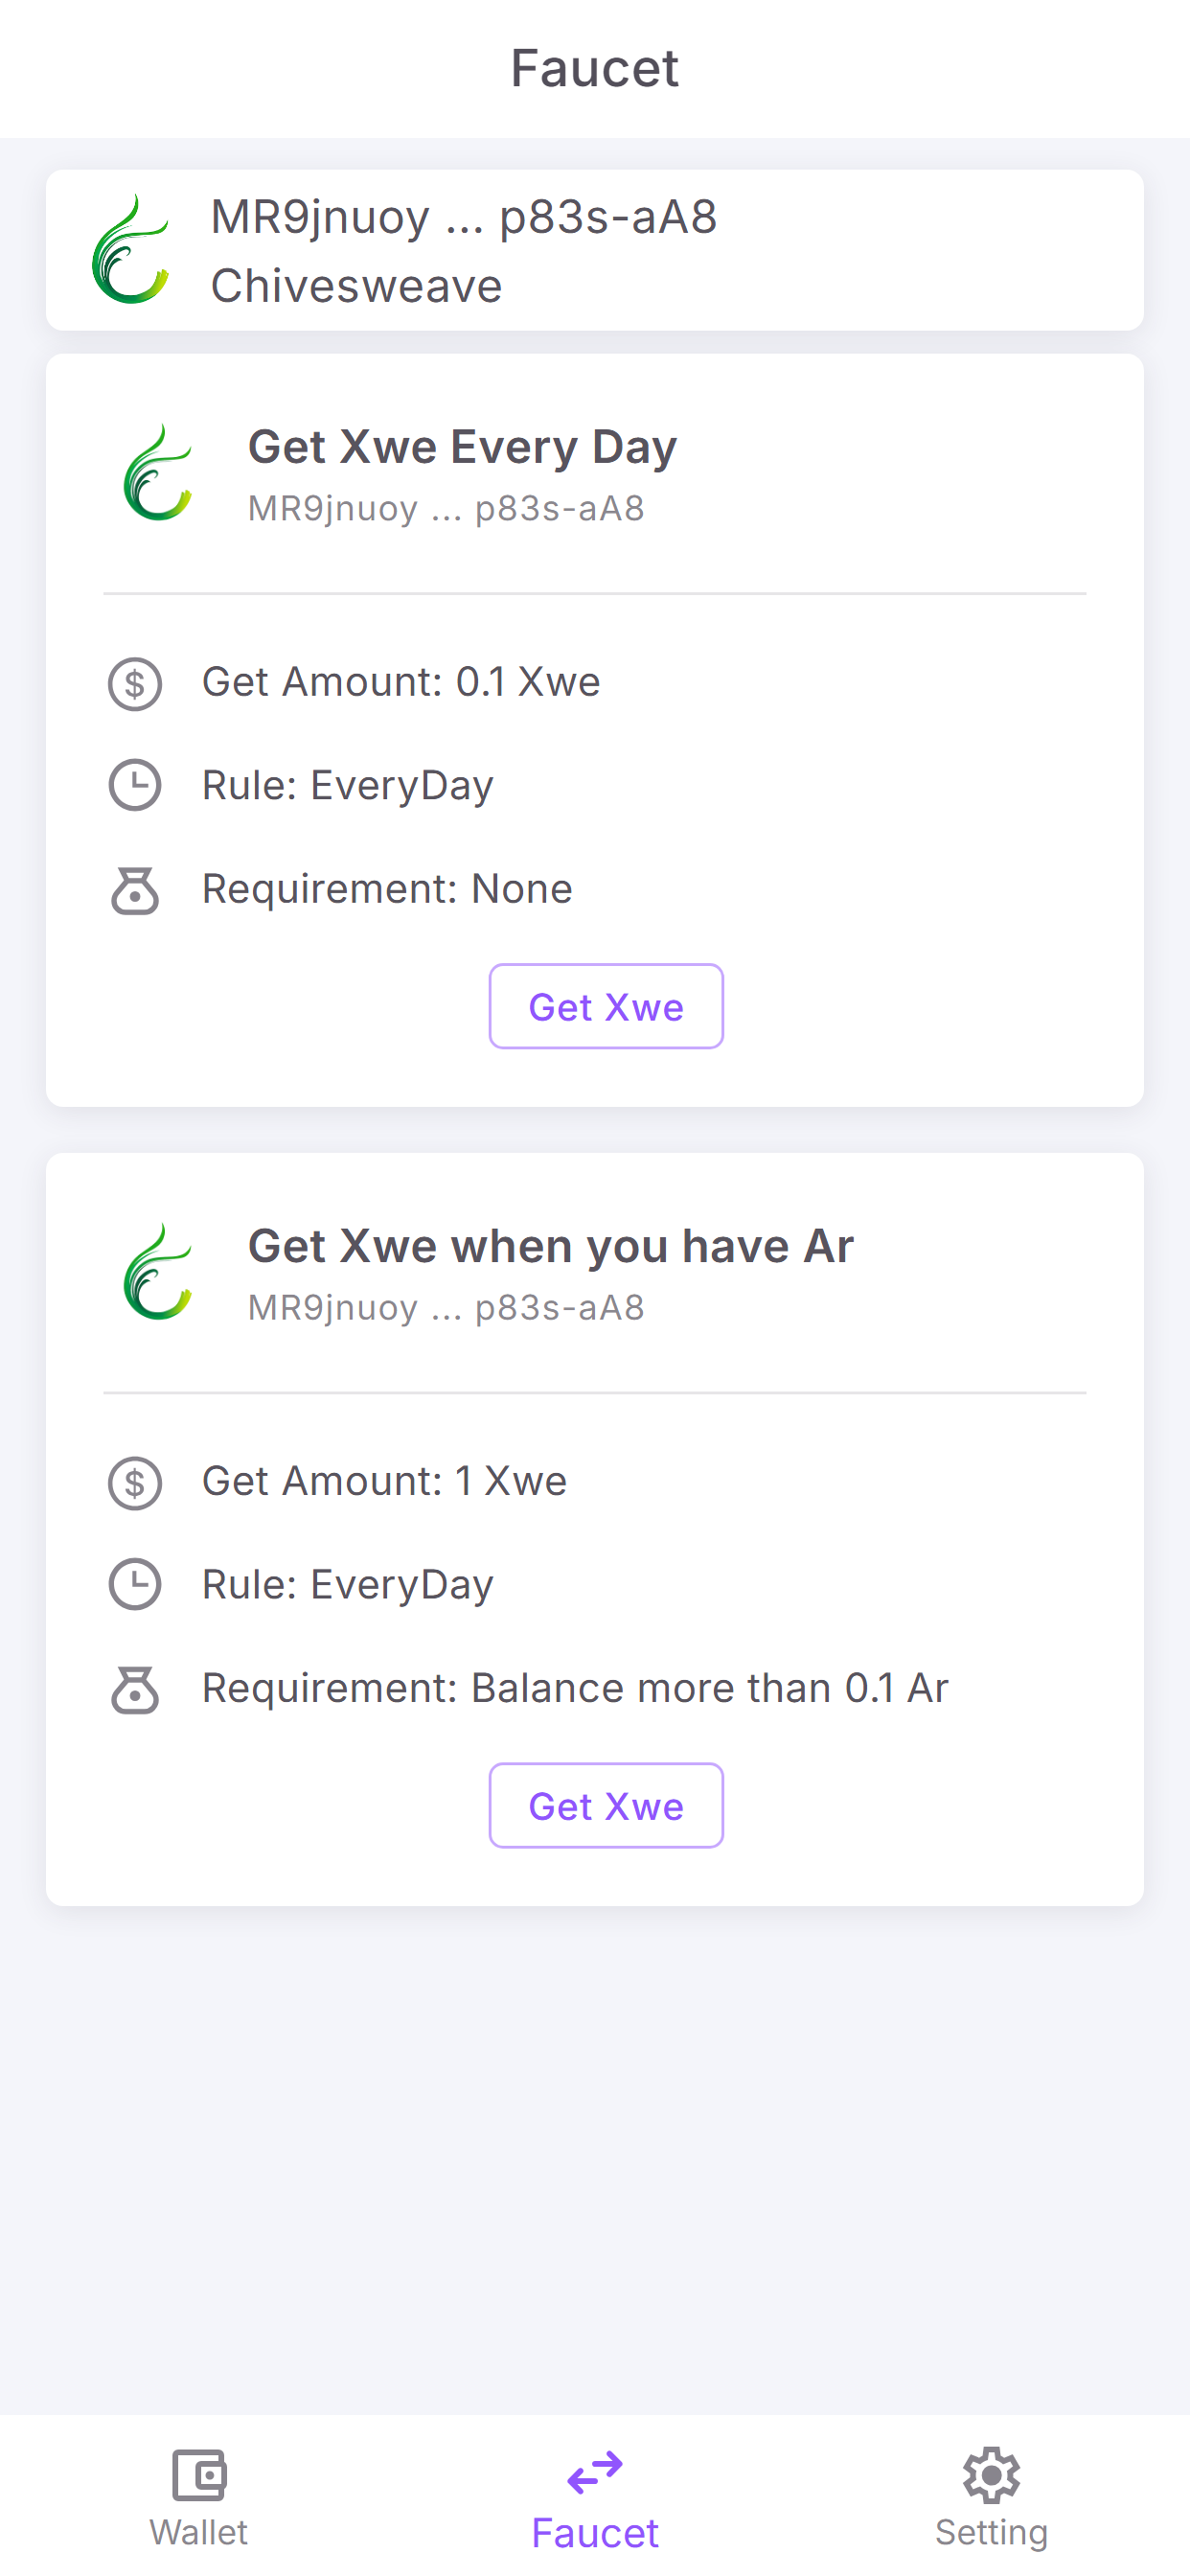 Faucet
MR9jnuoy ... p83s-aA8
Chivesweave
Get Xwe Every Day
MR9jnuoy ... p83s-aA8
Get Amount: 0.1 Xwe
Rule: EveryDay
Requirement: None
Get Xwe
Get Xwe when you have Ar
MR9jnuoy ... p83s-aA8
Get Amount: 1 Xwe
Rule: EveryDay
Requirement: Balance more than 0.1 Ar
Get Xwe
Wallet
Faucet
Setting